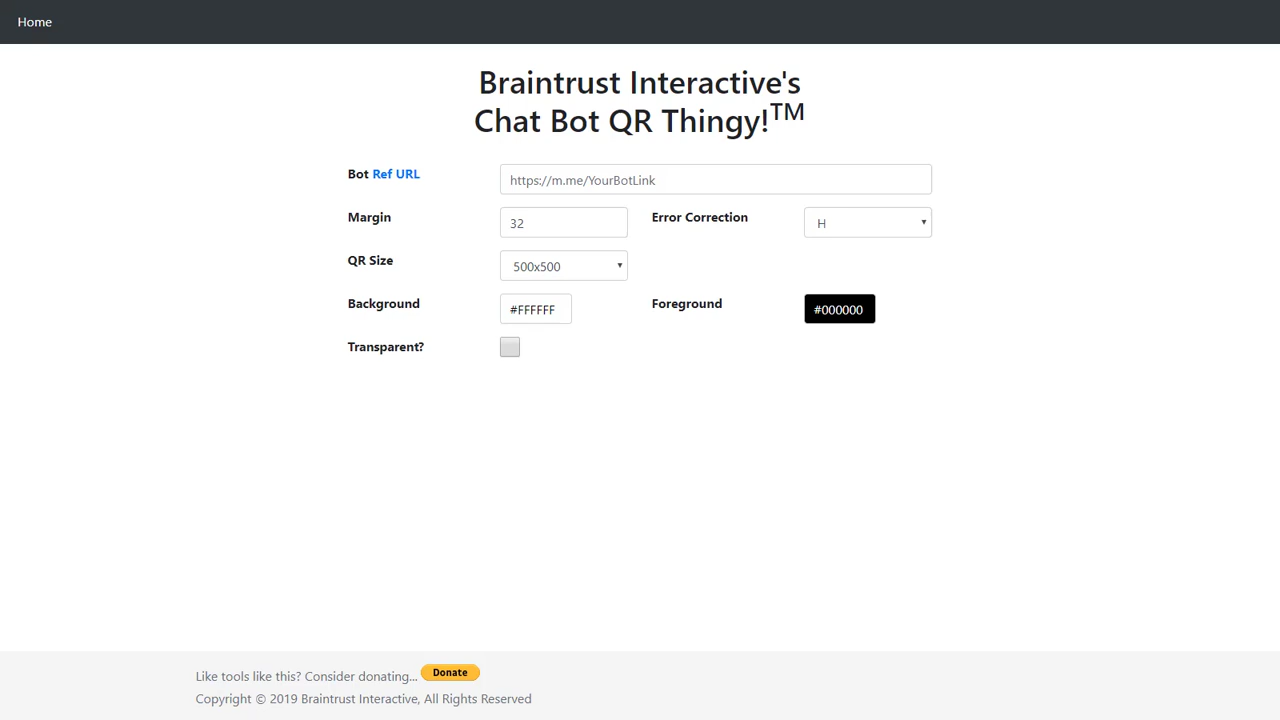 Home
Braintrust Interactive's
Chat Bot QR Thingy!TM
Bot Ref URL
https://m.me/YourBotLink
Margin
32
Error Correction
H
QR Size
500x500
Background
#FFFFFF
Foreground
#000000
Transparent?
Like tools like this? Consider donating... Donate
Copyright © 2019 Braintrust Interactive, All Rights Reserved